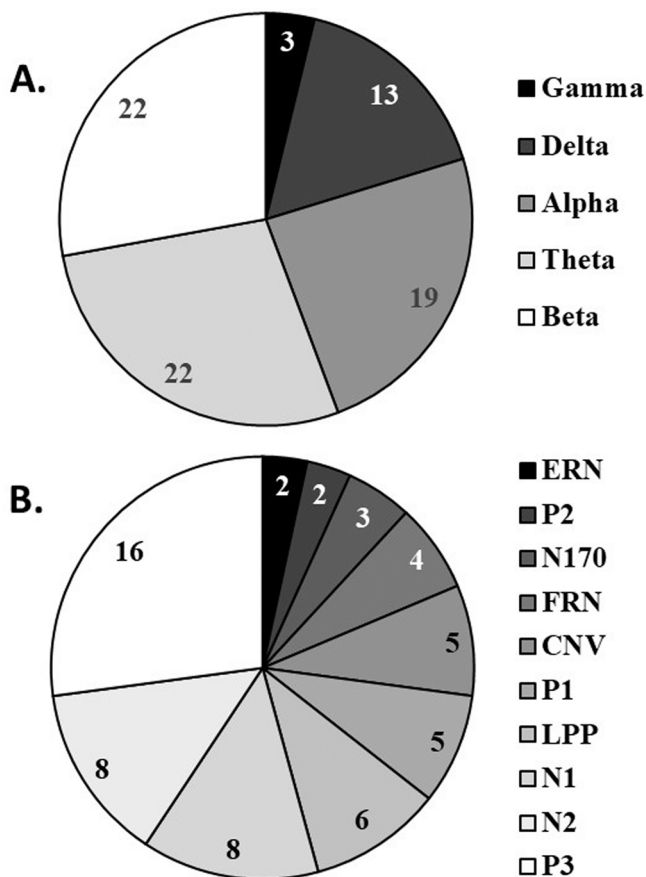 A.
3
13
19
22
22
Gamma
Delta
Alpha
Theta
Beta
B.
2
2
3
4
5
5
6
8
8
16
ERN
P2
N170
FRN
CNV
P1
LPP
N1
N2
P3